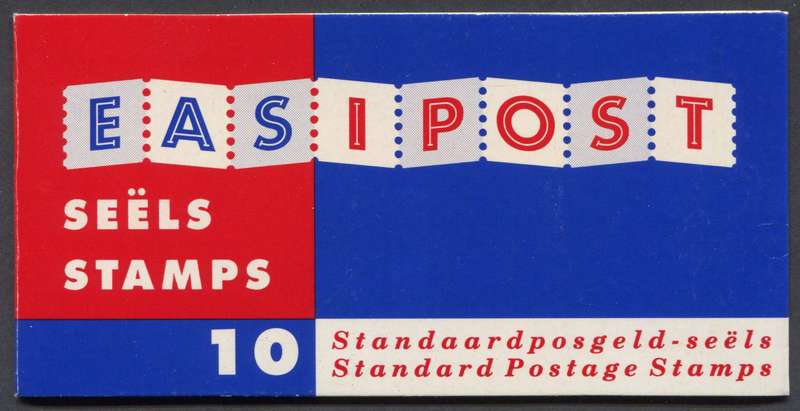 EASIPOST
SEËLS
STAMPS
10
Standaardposgeld-seëls
Standard Postage Stamps